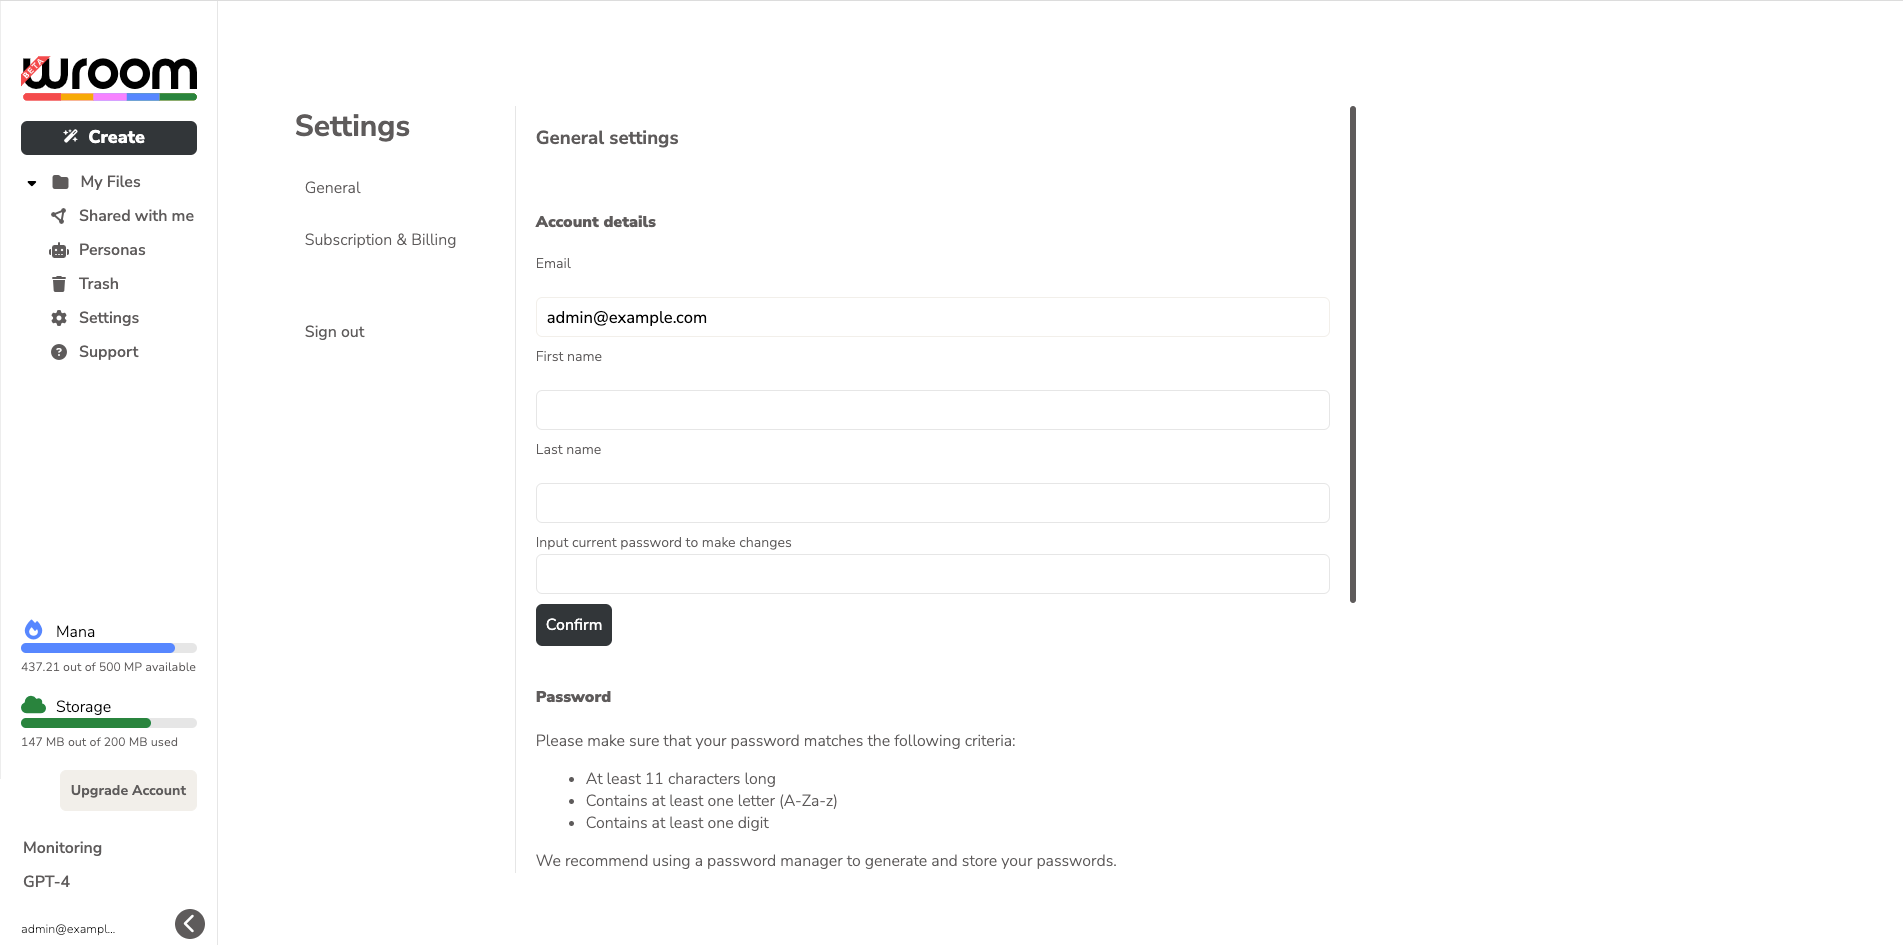 BETA
wroom
Create
My Files
Shared with me
Personas
Trash
Settings
Support
Mana
437.21 out of 500 MP available
Storage
147 MB out of 200 MB used
Upgrade Account
Monitoring
GPT-4
admin@exampl...
Settings
General
Subscription & Billing
Sign out
General settings
Account details
Email
admin@example.com
First name
Last name
Input current password to make changes
Confirm
Password
Please make sure that your password matches the following criteria:
• At least 11 characters long
• Contains at least one letter (A-Za-z)
• Contains at least one digit
We recommend using a password manager to generate and store your passwords.